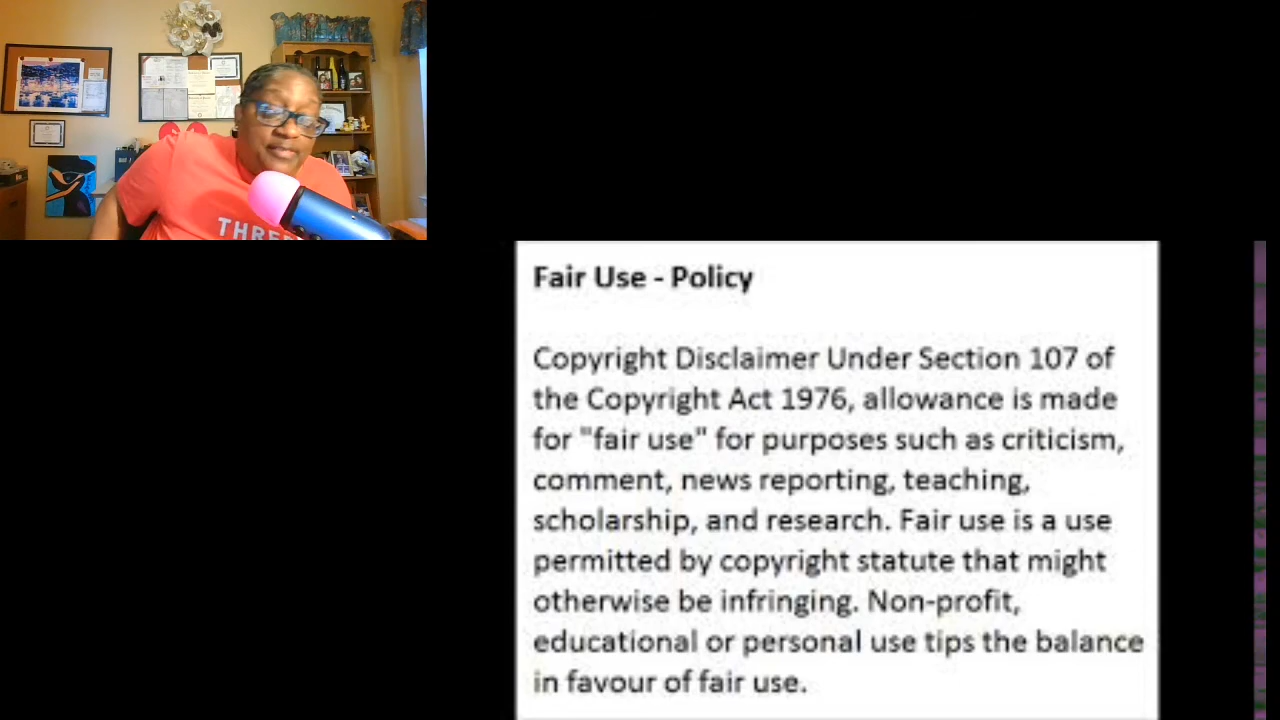 THREE
Fair Use - Policy
Copyright Disclaimer Under Section 107 of
the Copyright Act 1976, allowance is made
for "fair use" for purposes such as criticism,
comment, news reporting, teaching,
scholarship, and research. Fair use is a use
permitted by copyright statute that might
otherwise be infringing. Non-profit,
educational or personal use tips the balance
in favour of fair use.